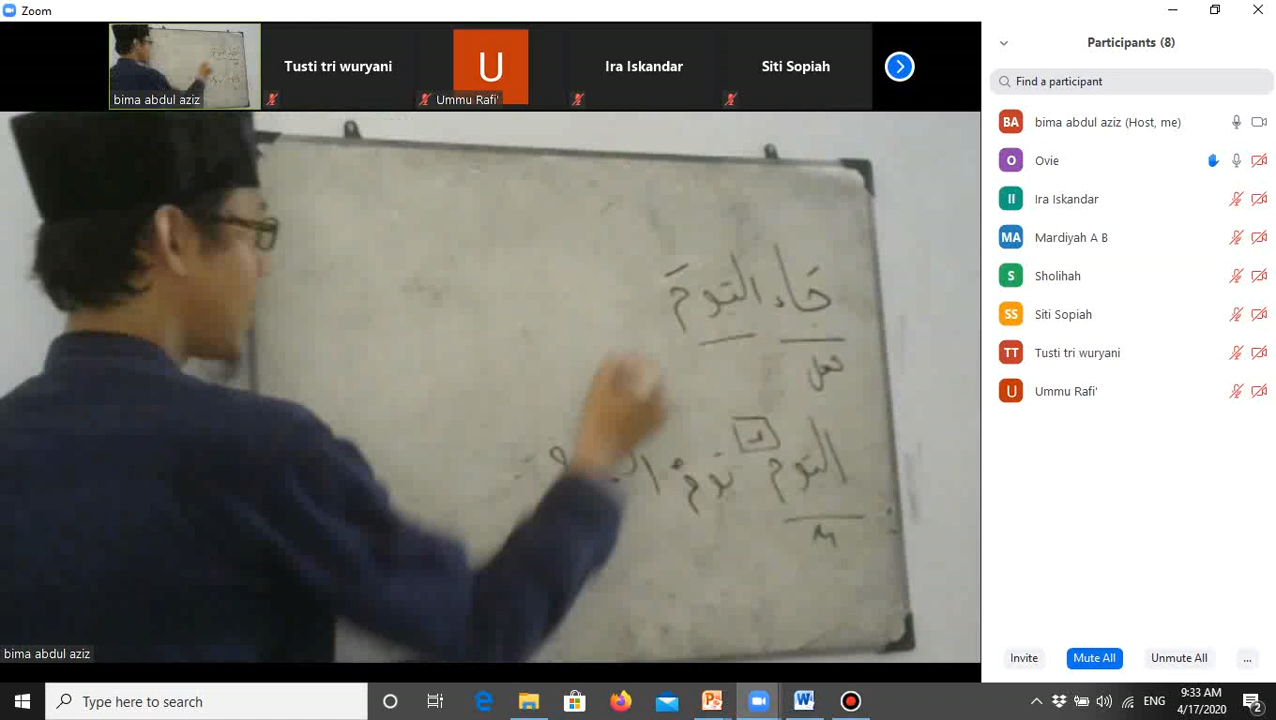 Zoom
Tusti tri wuryani
U
Ira Iskandar
Siti Sopiah
bima abdul aziz
Ummu Rafi'
Participants (8)
Find a participant
BA bima abdul aziz (Host, me)
O Ovie
II Ira Iskandar
MA Mardiyah A B
S Sholihah
SS Siti Sopiah
TT Tusti tri wuryani
U Ummu Rafi'
فعل
bima abdul aziz
Invite Mute All Unmute All ...
Type here to search
ENG
9:33 AM
4/17/2020
2